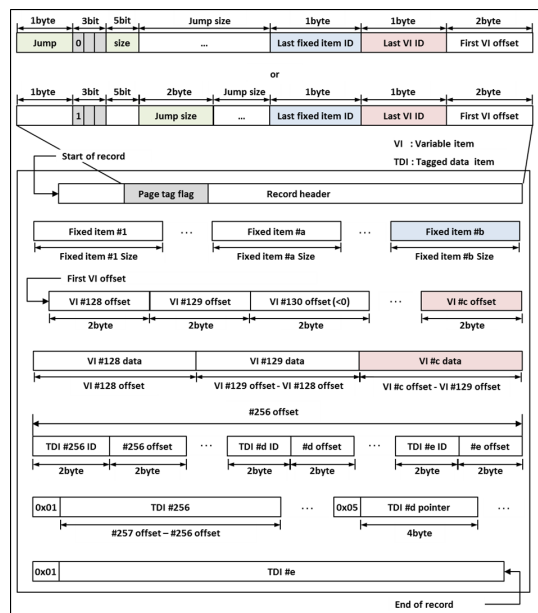 1byte 3bit 5bit Jump size 1byte 1byte 2byte
Jump 0 size ... Last fixed item ID Last VI ID First VI offset
or
1byte 3bit 5bit 2byte Jump size 1byte 1byte 2byte
1 Jump size ... Last fixed item ID Last VI ID First VI offset
VI : Variable item
TDI : Tagged data item
Start of record
Page tag flag Record header
Fixed item #1 ... Fixed item #a ... Fixed item #b
Fixed item #1 Size Fixed item #a Size Fixed item #b Size
First VI offset
VI #128 offset VI #129 offset VI #130 offset (<0) ... VI #c offset
2byte 2byte 2byte 2byte
VI #128 data VI #129 data VI #c data
VI #128 offset VI #129 offset - VI #128 offset VI #c offset - VI #129 offset
#256 offset
TDI #256 ID #256 offset ... TDI #d ID #d offset ... TDI #e ID #e offset
2byte 2byte 2byte 2byte 2byte 2byte
0x01 TDI #256 ... 0x05 TDI #d pointer ...
#257 offset – #256 offset 4byte
0x01 TDI #e
End of record